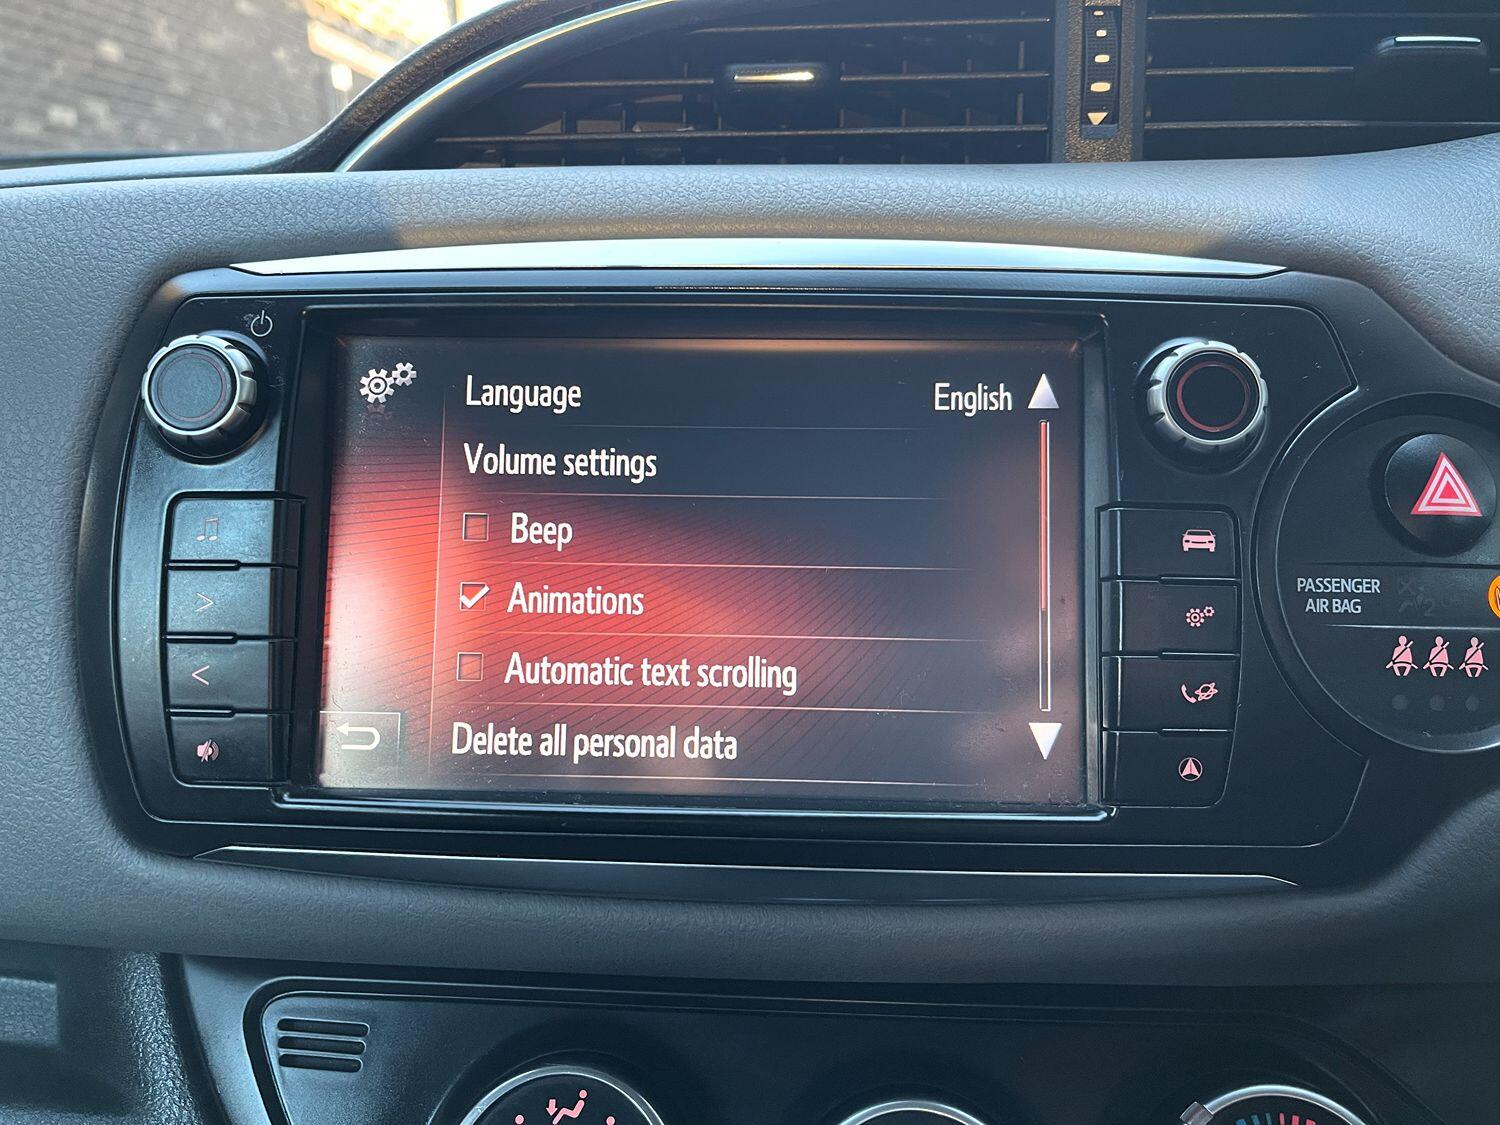 Language English
Volume settings
Beep
Animations
Automatic text scrolling
Delete all personal data
PASSENGER
AIR BAG